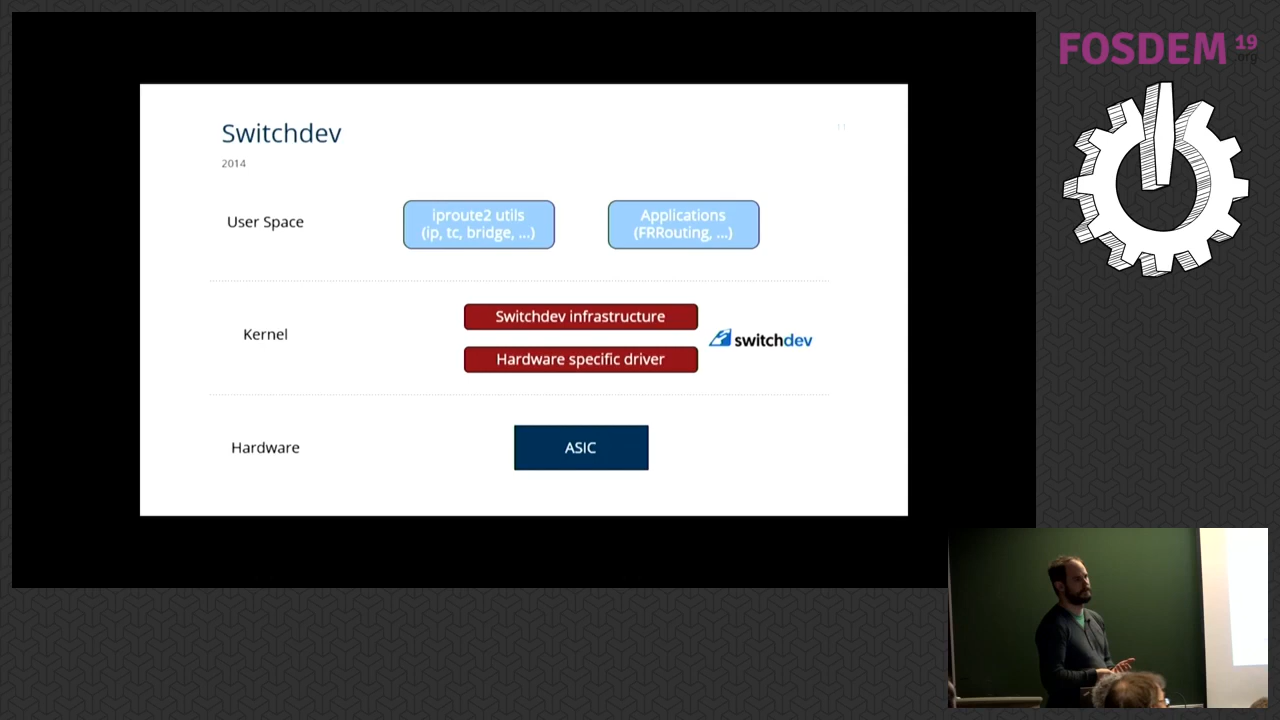 FOSDEM 19
.org
Switchdev
11
2014
User Space
iproute2 utils
(ip, tc, bridge, ...)
Applications
(FRRouting, ...)
Kernel
Switchdev infrastructure
Hardware specific driver
switchdev
Hardware
ASIC